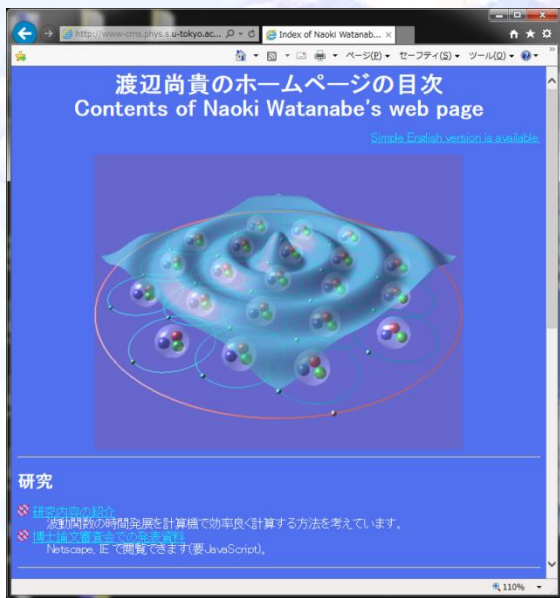 http://www-cms.phys.s.u-tokyo.ac...
Index of Naoki Watanab...
ページ(P)
セーフティ(S)
ツール(O)
渡辺尚貴のホームページの目次
Contents of Naoki Watanabe's web page
Simple English version is available.
研究
研究内容の紹介
波動関数の時間発展を計算機で効率良く計算する方法を考えています。
博士論文審査会での発表資料
Netscape, IE で閲覧できます(要JavaScript)。
110%